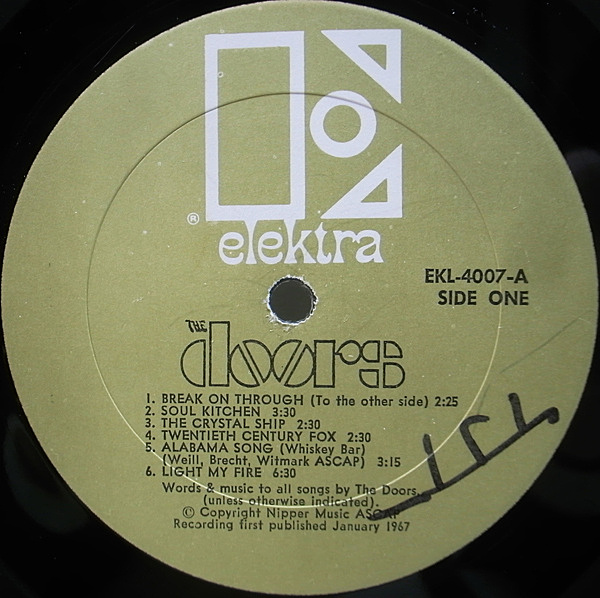 ®
elektra
EKL-4007-A
SIDE ONE
THE
doors
1. BREAK ON THROUGH (To the other side) 2:25
2. SOUL KITCHEN 3:30
3. THE CRYSTAL SHIP 2:30
4. TWENTIETH CENTURY FOX 2:30
5. ALABAMA SONG (Whiskey Bar)
(Weill, Brecht, Witmark ASCAP) 3:15
6. LIGHT MY FIRE 6:30
Words & music to all songs by The Doors,
(unless otherwise indicated).
© Copyright Nipper Music ASCAP
Recording first published January 1967